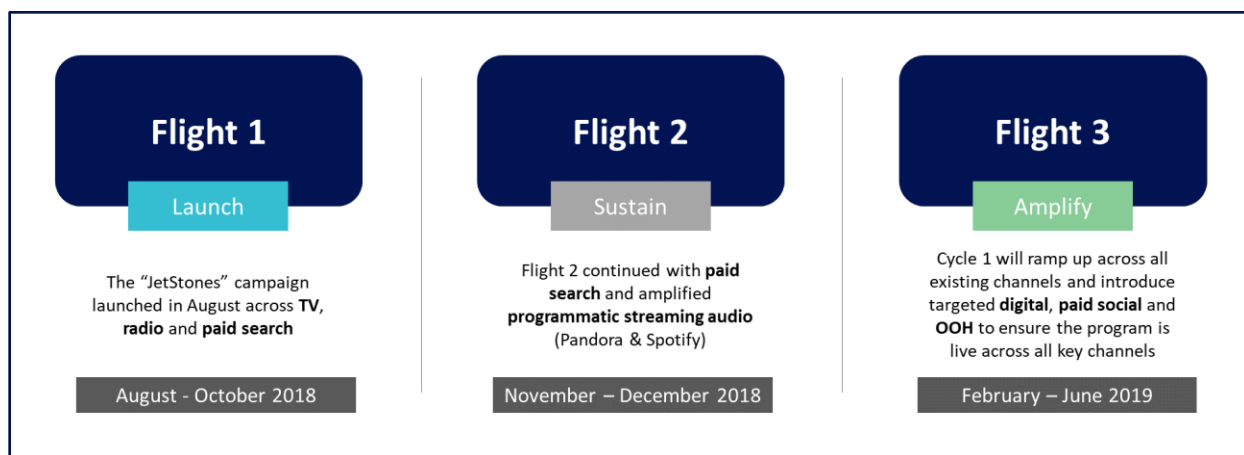 Flight 1
Launch
The “JetStones” campaign
launched in August across TV,
radio and paid search
August - October 2018
Flight 2
Sustain
Flight 2 continued with paid
search and amplified
programmatic streaming audio
(Pandora & Spotify)
November – December 2018
Flight 3
Amplify
Cycle 1 will ramp up across all
existing channels and introduce
targeted digital, paid social and
OOH to ensure the program is
live across all key channels
February – June 2019